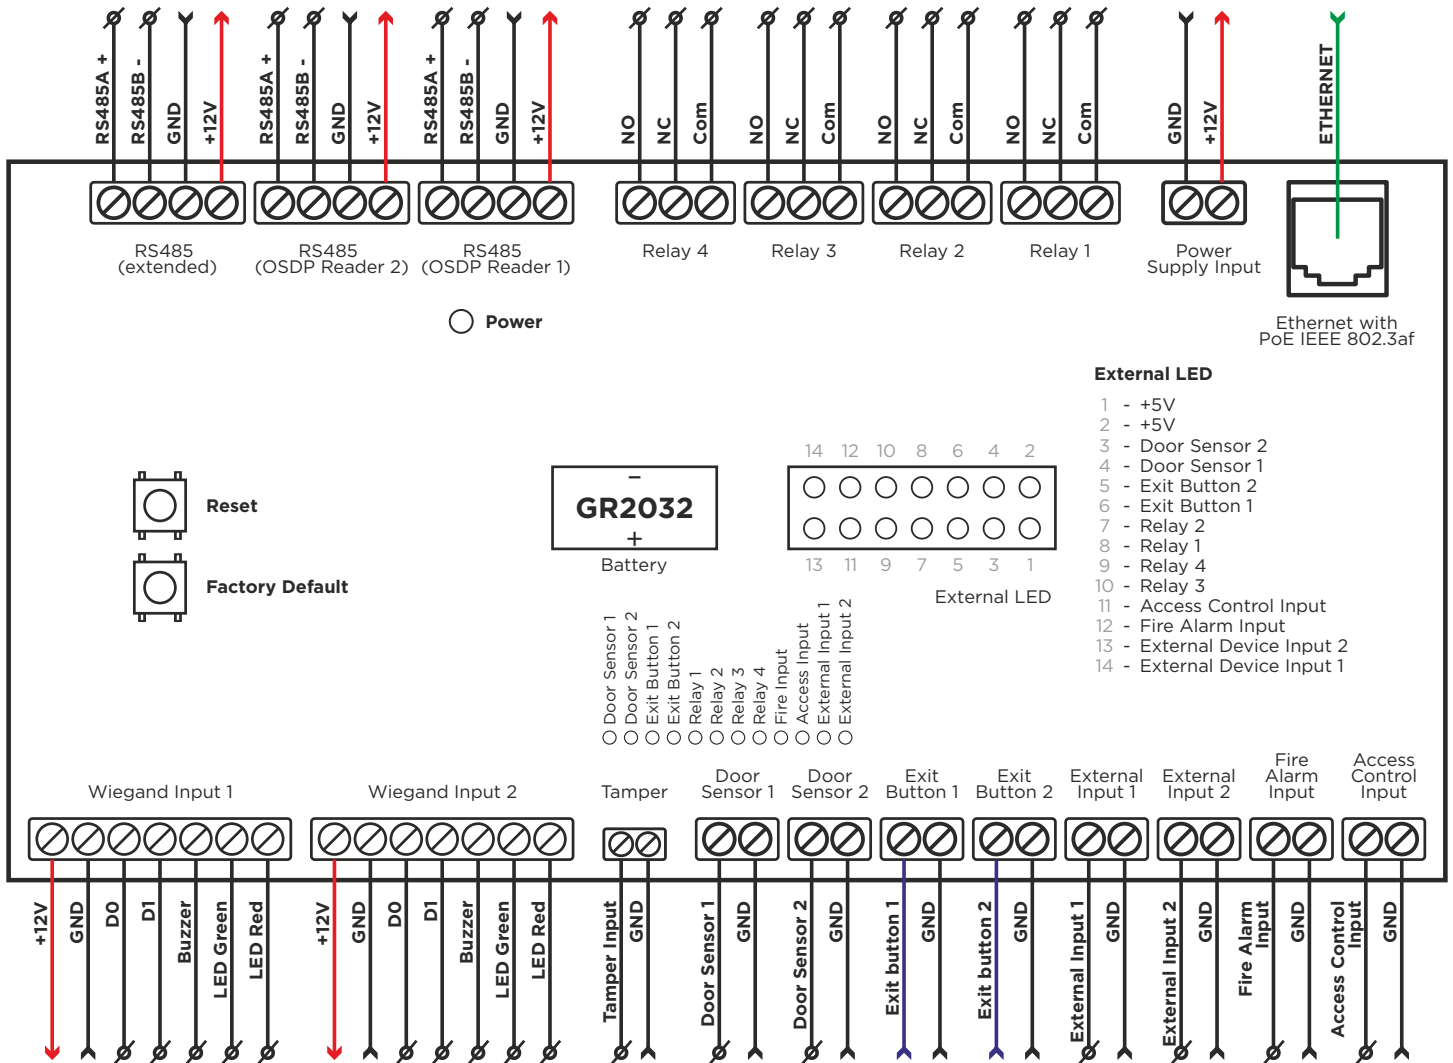 RS485A +
RS485B -
GND
+12V
RS485A +
RS485B -
GND
+12V
RS485A +
RS485B -
GND
+12V
NO
NC
Com
NO
NC
Com
NO
NC
Com
NO
NC
Com
GND
+12V
ETHERNET
RS485
(extended)
RS485
(OSDP Reader 2)
RS485
(OSDP Reader 1)
Relay 4
Relay 3
Relay 2
Relay 1
Power
Supply Input
Ethernet with
PoE IEEE 802.3af
Power
External LED
1 - +5V
2 - +5V
3 - Door Sensor 2
4 - Door Sensor 1
5 - Exit Button 2
6 - Exit Button 1
7 - Relay 2
8 - Relay 1
9 - Relay 4
10 - Relay 3
11 - Access Control Input
12 - Fire Alarm Input
13 - External Device Input 2
14 - External Device Input 1
Reset
Factory Default
−
GR2032
+
Battery
14 12 10 8 6 4 2
13 11 9 7 5 3 1
External LED
Door Sensor 1
Door Sensor 2
Exit Button 1
Exit Button 2
Relay 1
Relay 2
Relay 3
Relay 4
Fire Input
Access Input
External Input 1
External Input 2
Wiegand Input 1
Wiegand Input 2
Tamper
Door
Sensor 1
Door
Sensor 2
Exit
Button 1
Exit
Button 2
External
Input 1
External
Input 2
Fire
Alarm
Input
Access
Control
Input
+12V
GND
D0
D1
Buzzer
LED Green
LED Red
+12V
GND
D0
D1
Buzzer
LED Green
LED Red
Tamper Input
GND
Door Sensor 1
GND
Door Sensor 2
GND
Exit button 1
GND
Exit button 2
GND
External Input 1
GND
External Input 2
GND
Fire Alarm
Input
GND
Access Control
Input
GND